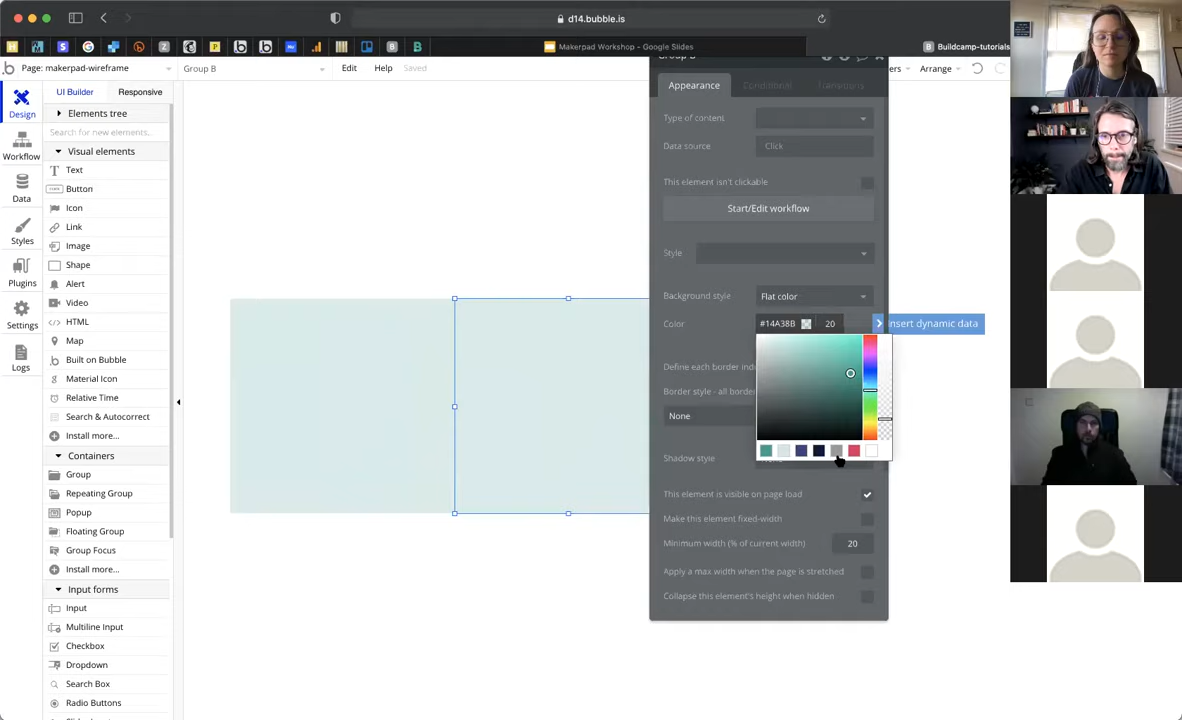 d14.bubble.is
Makerpad Workshop – Google Slides
Buildcamp-tutorials
Page: makerpad-wireframe
Group B
Edit
Help
Saved
Arrange
UI Builder
Responsive
Design
Workflow
Data
Styles
Plugins
Settings
Logs
Elements tree
Search for new elements...
Visual elements
Text
Button
Icon
Link
Image
Shape
Alert
Video
HTML
Map
Built on Bubble
Material Icon
Relative Time
Search & Autocorrect
Install more...
Containers
Group
Repeating Group
Popup
Floating Group
Group Focus
Install more...
Input forms
Input
Multiline Input
Checkbox
Dropdown
Search Box
Radio Buttons
Appearance
Conditional
Transitions
Type of content
Data source
Click
This element isn't clickable
Start/Edit workflow
Style
Background style
Flat color
Color
#14A38B
20
Insert dynamic data
Define each border
Border style - all border
None
Shadow style
This element is visible on page load
Make this element fixed-width
Minimum width (% of current width)
20
Apply a max width when the page is stretched
Collapse this element's height when hidden